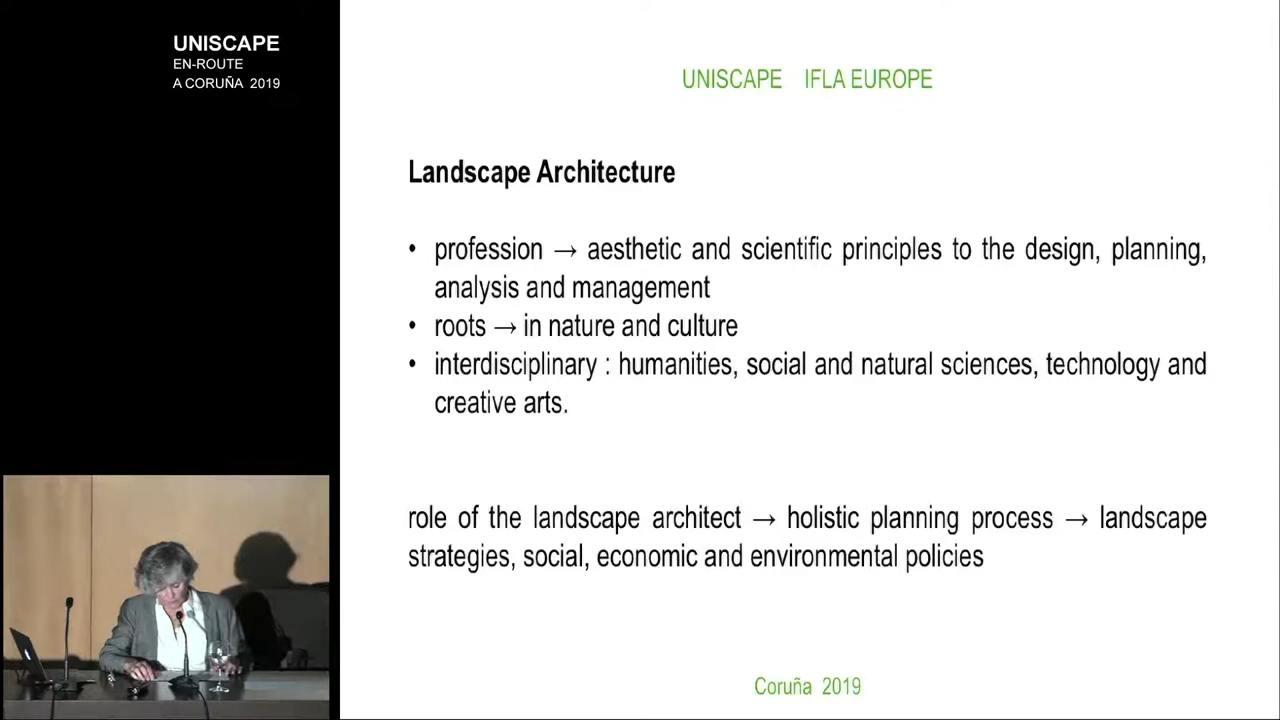 UNISCAPE
EN-ROUTE
A CORUÑA 2019
UNISCAPE IFLA EUROPE
Landscape Architecture
• profession → aesthetic and scientific principles to the design, planning,
analysis and management
• roots → in nature and culture
• interdisciplinary : humanities, social and natural sciences, technology and
creative arts.
role of the landscape architect → holistic planning process → landscape
strategies, social, economic and environmental policies
Coruña 2019